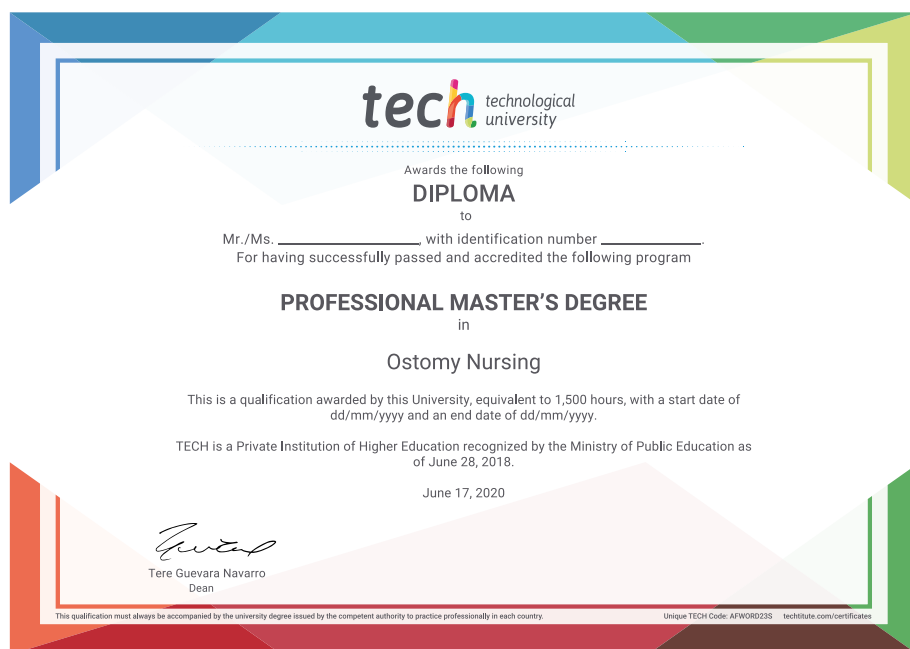 tech technological
university
Awards the following
DIPLOMA
to
Mr./Ms. ____________________, with identification number ______________.
For having successfully passed and accredited the following program
PROFESSIONAL MASTER'S DEGREE
in
Ostomy Nursing
This is a qualification awarded by this University, equivalent to 1,500 hours, with a start date of
dd/mm/yyyy and an end date of dd/mm/yyyy.
TECH is a Private Institution of Higher Education recognized by the Ministry of Public Education as
of June 28, 2018.
June 17, 2020
Tere Guevara Navarro
Dean
This qualification must always be accompanied by the university degree issued by the competent authority to practice professionally in each country.
Unique TECH Code: AFWORD23S techtitute.com/certificates